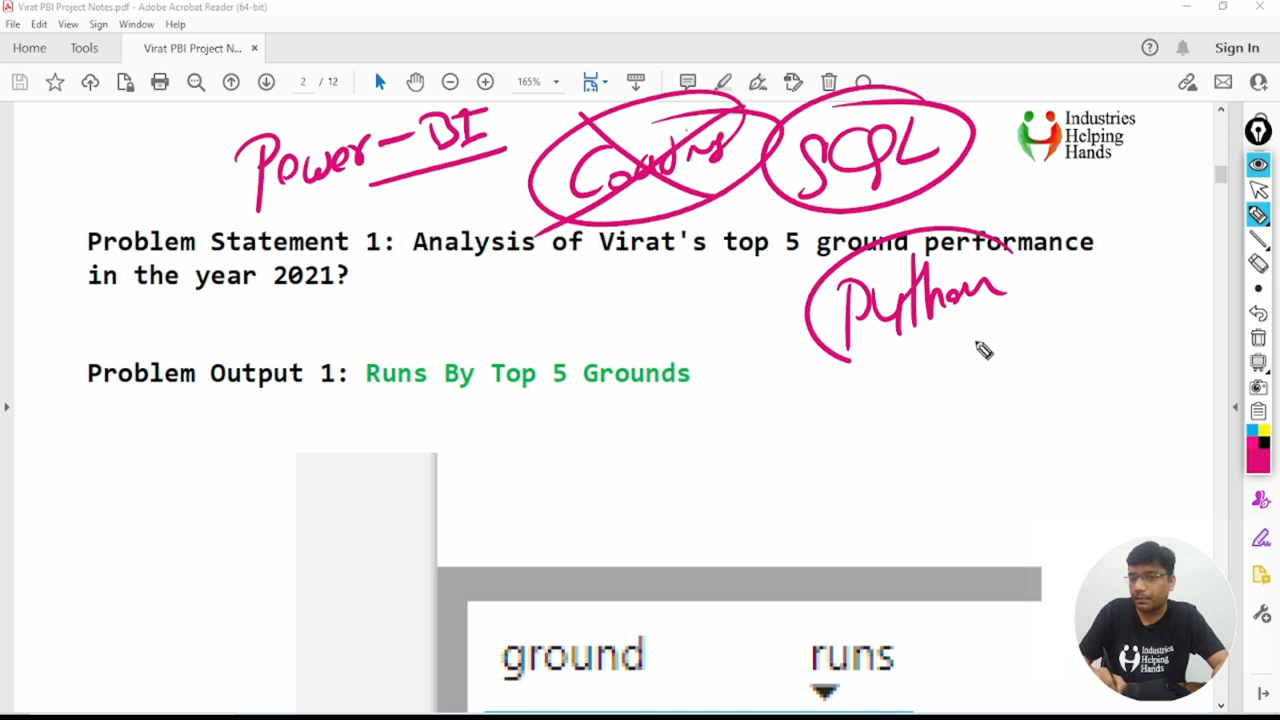 Virat PBI Project Notes.pdf - Adobe Acrobat Reader (64-bit)
File Edit View Sign Window Help
Home Tools Virat PBI Project N... × Sign In
2 / 12 165%
Power-BI Coding SQL
Industries
Helping
Hands
Problem Statement 1: Analysis of Virat's top 5 ground performance
in the year 2021?
Python
Problem Output 1: Runs By Top 5 Grounds
ground runs
Industries
Helping
Hands